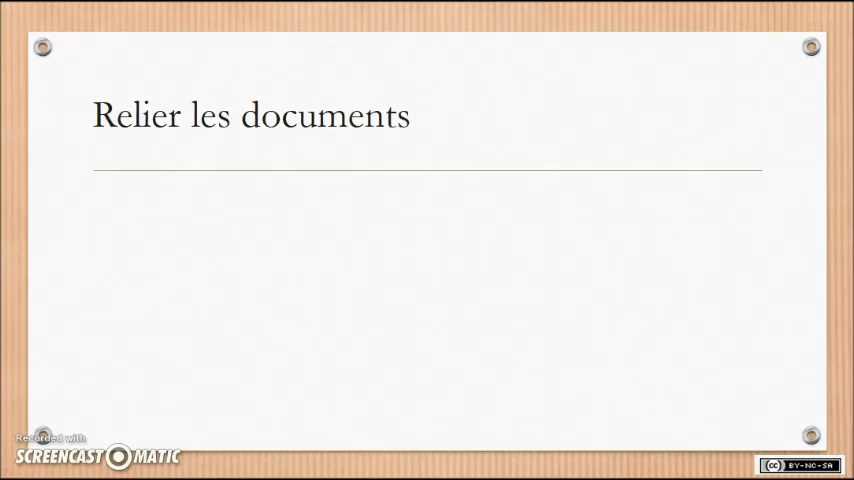 Relier les documents
Recorded with
SCREENCAST MATIC
cc BY-NC-SA